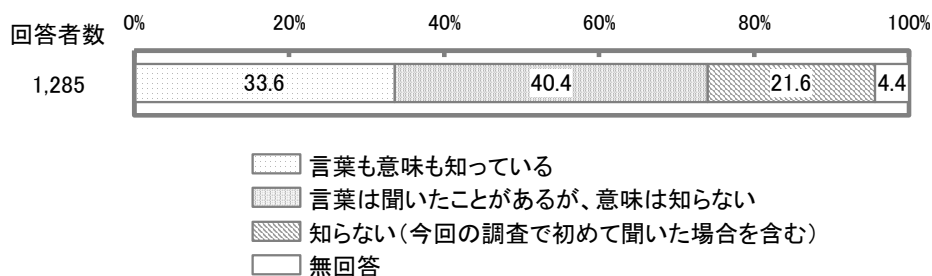 回答者数
0% 20% 40% 60% 80% 100%
1,285 33.6 40.4 21.6 4.4
言葉も意味も知っている
言葉は聞いたことがあるが、意味は知らない
知らない(今回の調査で初めて聞いた場合を含む)
無回答